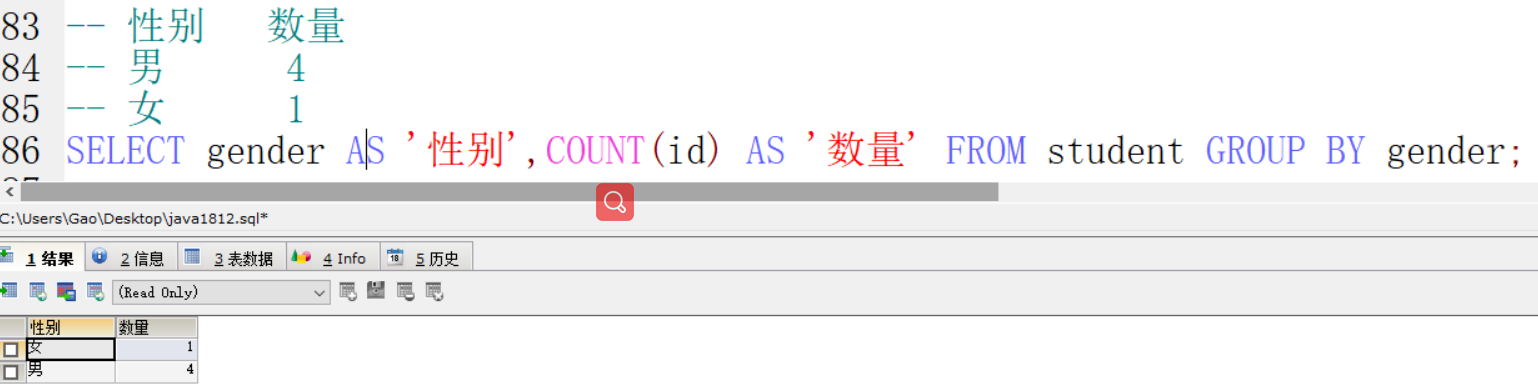 83 -- 性别 数量
84 -- 男 4
85 -- 女 1
86 SELECT gender AS '性别',COUNT(id) AS '数量' FROM student GROUP BY gender;
C:\Users\Gao\Desktop\java1812.sql*
1 结果 2 信息 3 表数据 4 Info 5 历史
(Read Only)
性别 数量
女 1
男 4